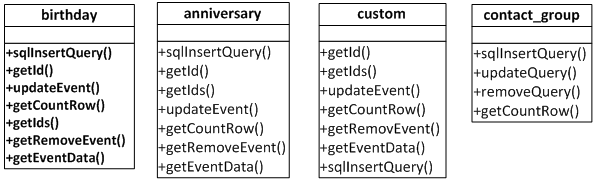 birthday
+sqlInsertQuery()
+getId()
+updateEvent()
+getCountRow()
+getIds()
+getRemoveEvent()
+getEventData()
anniversary
+sqlInsertQuery()
+getId()
+getIds()
+updateEvent()
+getCountRow()
+getRemoveEvent()
+getEventData()
custom
+getId()
+getIds()
+updateEvent()
+getCountRow()
+getRemovEvent()
+getEventData()
+sqlInsertQuery()
contact_group
+sqlInsertQuery()
+updateQuery()
+removeQuery()
+getCountRow()